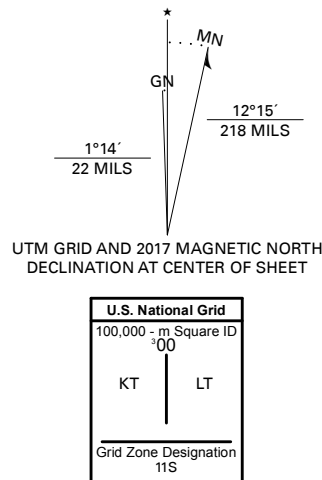 ★
MN
GN
1°14´
22 MILS
12°15´
218 MILS
UTM GRID AND 2017 MAGNETIC NORTH
DECLINATION AT CENTER OF SHEET
U.S. National Grid
100,000 - m Square ID
³00
KT LT
Grid Zone Designation
11S